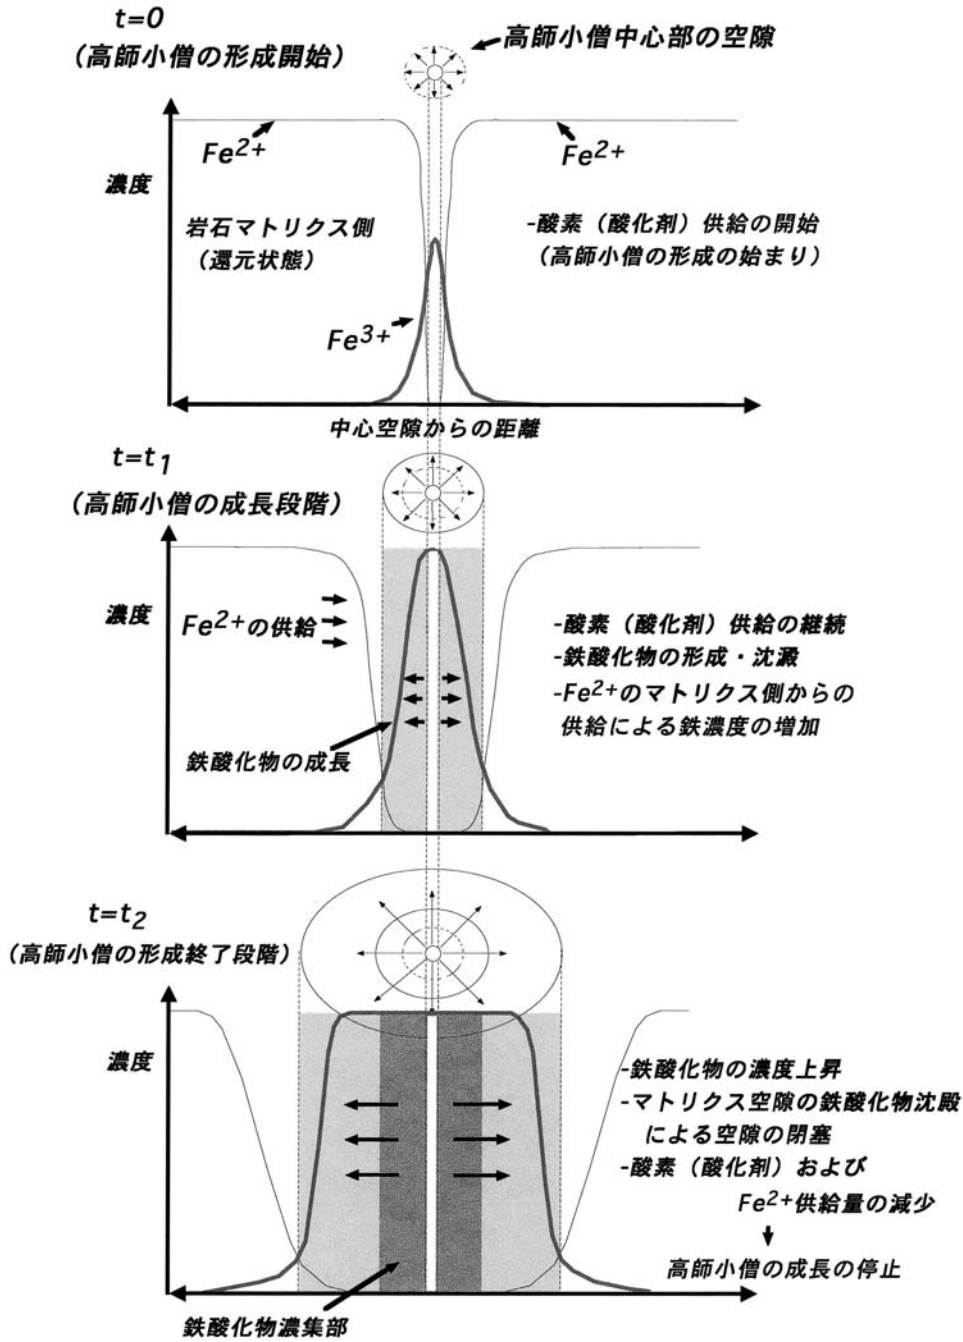 t=0
（高師小僧の形成開始）
高師小僧中心部の空隙
Fe2+
Fe2+
濃度
岩石マトリクス側
（還元状態）
-酸素（酸化剤）供給の開始
（高師小僧の形成の始まり）
Fe3+
中心空隙からの距離
t=t1
（高師小僧の成長段階）
濃度
Fe2+の供給
-酸素（酸化剤）供給の継続
-鉄酸化物の形成・沈澱
-Fe2+のマトリクス側からの
供給による鉄濃度の増加
鉄酸化物の成長
t=t2
（高師小僧の形成終了段階）
濃度
-鉄酸化物の濃度上昇
-マトリクス空隙の鉄酸化物沈殿
による空隙の閉塞
-酸素（酸化剤）および
Fe2+供給量の減少
高師小僧の成長の停止
鉄酸化物濃集部